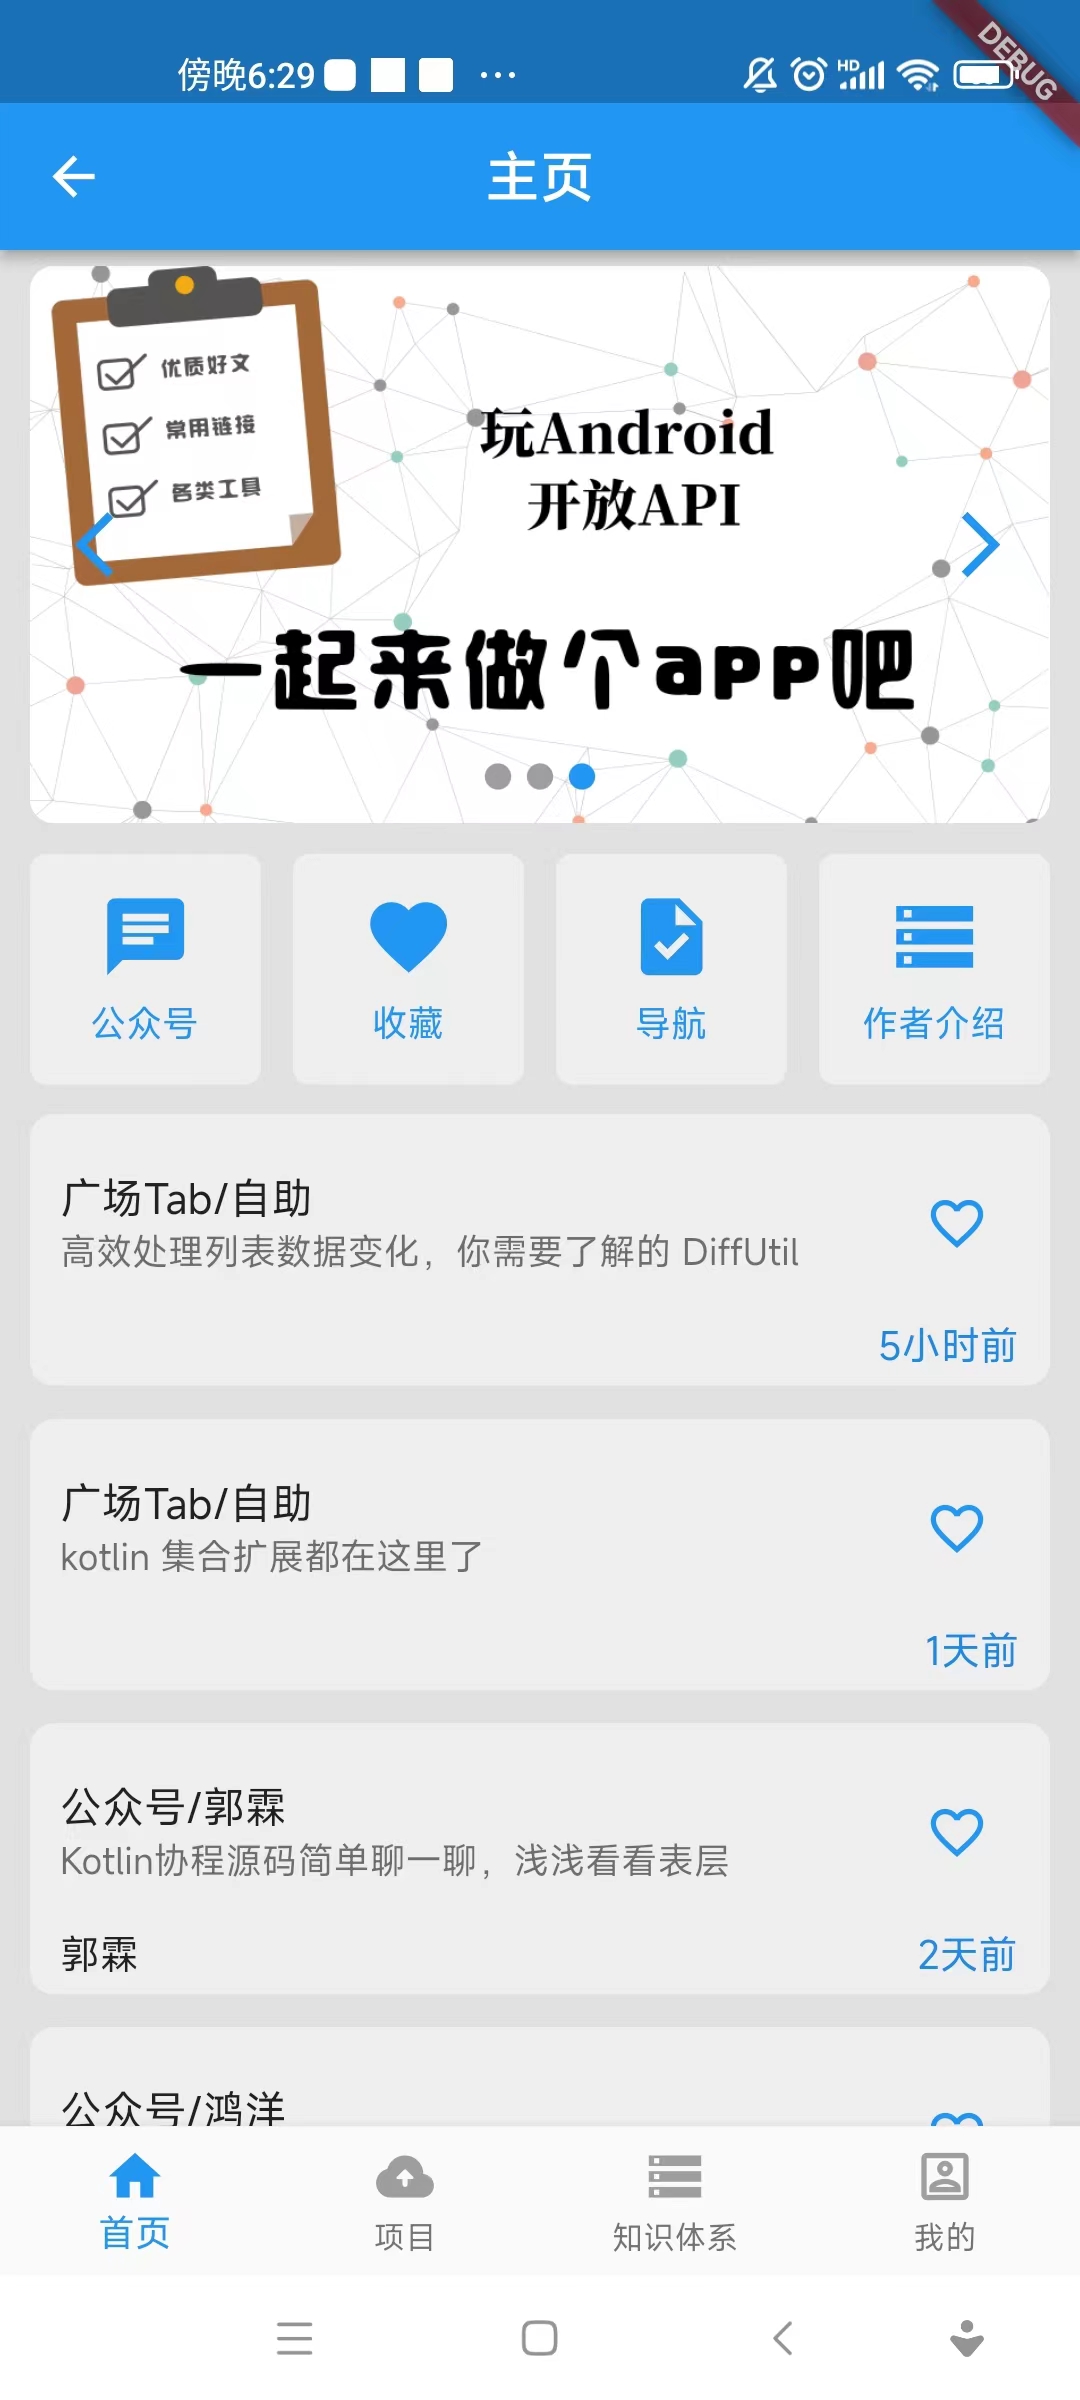 傍晚6:29
HD
DEBUG
主页
优质好文
常用链接
各类工具
玩Android
开放API
一起来做个app吧
公众号
收藏
导航
作者介绍
广场Tab/自助
高效处理列表数据变化，你需要了解的 DiffUtil
5小时前
广场Tab/自助
kotlin 集合扩展都在这里了
1天前
公众号/郭霖
Kotlin协程源码简单聊一聊，浅浅看看表层
郭霖
2天前
公众号/鸿洋
首页
项目
知识体系
我的